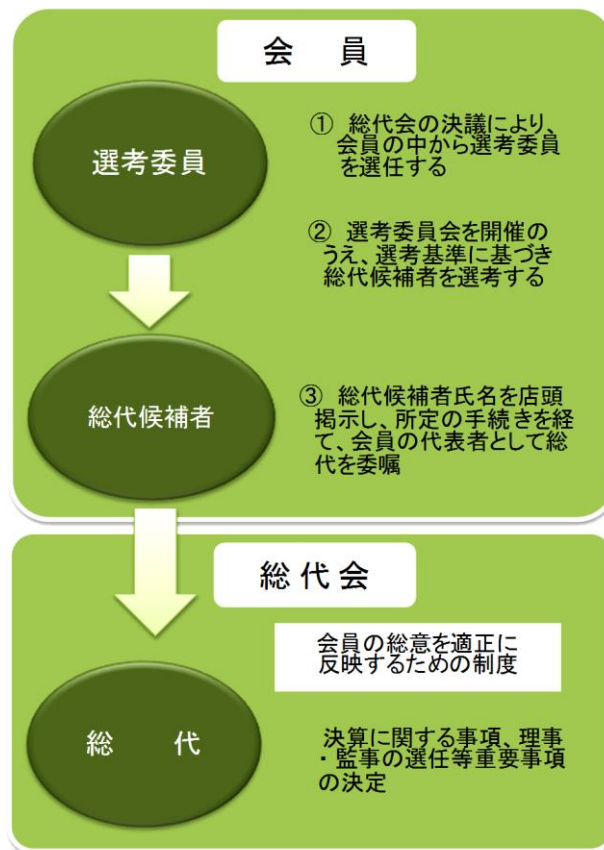 会　員
選考委員
① 総代会の決議により、
会員の中から選考委員
を選任する
② 選考委員会を開催の
うえ、選考基準に基づき
総代候補者を選考する
総代候補者
③ 総代候補者氏名を店頭
掲示し、所定の手続きを経
て、会員の代表者として総
代を委嘱
総代会
会員の総意を適正に
反映するための制度
総　代
決算に関する事項、理事
・監事の選任等重要事項
の決定